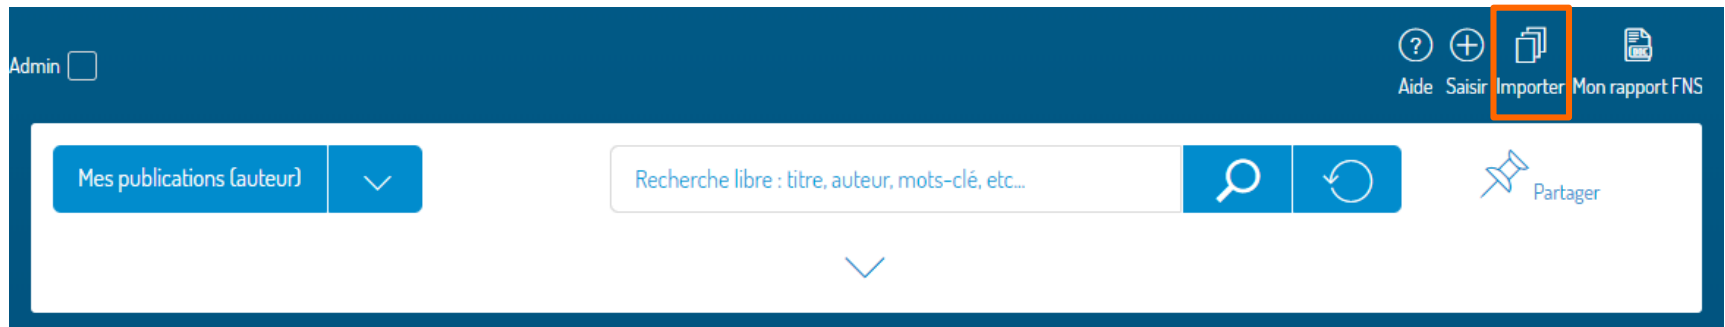 Admin
Aide Saisir Importer Mon rapport FNS
Mes publications (auteur)
Recherche libre : titre, auteur, mots-clé, etc...
Partager